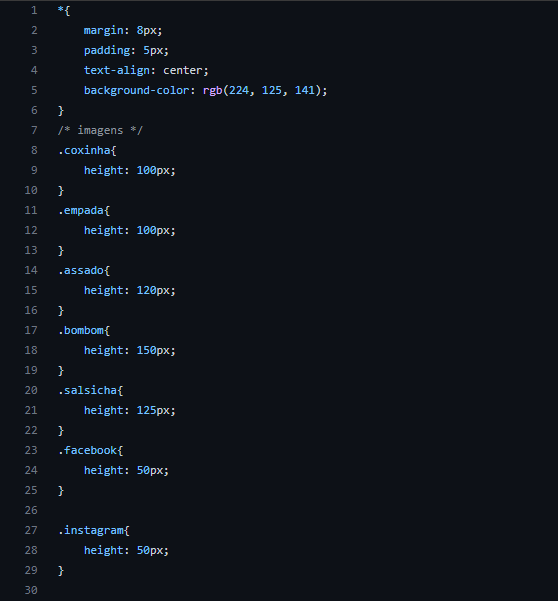 1 *{
2 margin: 8px;
3 padding: 5px;
4 text-align: center;
5 background-color: rgb(224, 125, 141);
6 }
7 /* imagens */
8 .coxinha{
9 height: 100px;
10 }
11 .empada{
12 height: 100px;
13 }
14 .assado{
15 height: 120px;
16 }
17 .bombom{
18 height: 150px;
19 }
20 .salsicha{
21 height: 125px;
22 }
23 .facebook{
24 height: 50px;
25 }
26
27 .instagram{
28 height: 50px;
29 }
30